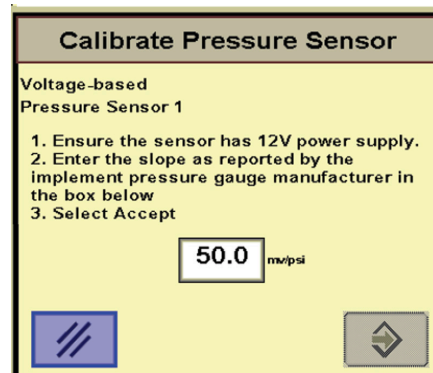 Calibrate Pressure Sensor
Voltage-based
Pressure Sensor 1
1. Ensure the sensor has 12V power supply.
2. Enter the slope as reported by the
implement pressure gauge manufacturer in
the box below
3. Select Accept
50.0 mv/psi